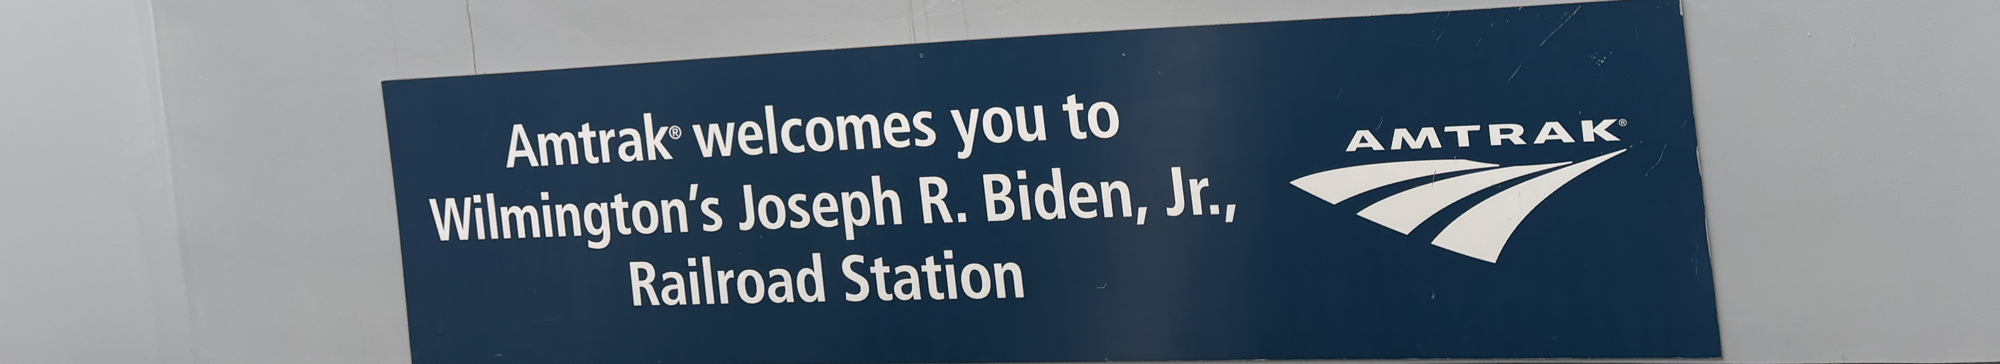 Amtrak® welcomes you to
Wilmington's Joseph R. Biden, Jr.,
Railroad Station
AMTRAK®